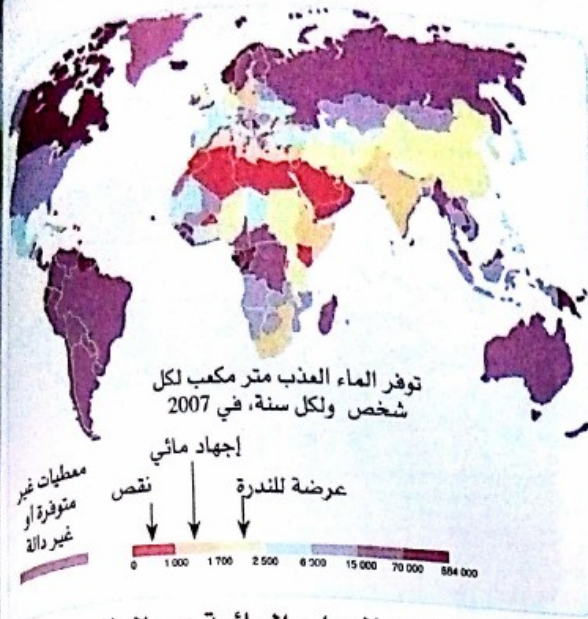 توفر الماء العذب متر مكعب لكل
شخص ولكل سنة، في 2007
إجهاد مائي
نقص
عرضة للندرة
معطيات غير
متوفرة أو
غير دالة
0 1 000 1 700 2 500 6 000 15 000 70 000 684 000